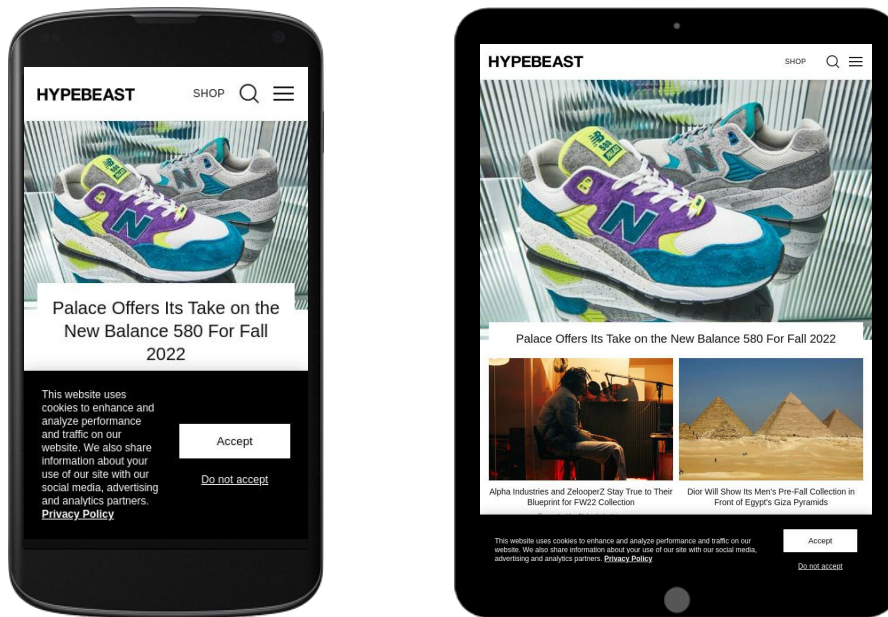 HYPEBEAST
SHOP
N
580
Palace Offers Its Take on the
New Balance 580 For Fall
2022
This website uses
cookies to enhance and
analyze performance
and traffic on our
website. We also share
information about your
use of our site with our
social media, advertising
and analytics partners.
Privacy Policy
Accept
Do not accept
HYPEBEAST
SHOP
580
N
N
Palace Offers Its Take on the New Balance 580 For Fall 2022
Alpha Industries and ZelooperZ Stay True to Their
Blueprint for FW22 Collection
Dior Will Show Its Men's Pre-Fall Collection in
Front of Egypt's Giza Pyramids
This website uses cookies to enhance and analyze performance and traffic on our
website. We also share information about your use of our site with our social media,
advertising and analytics partners. Privacy Policy
Accept
Do not accept